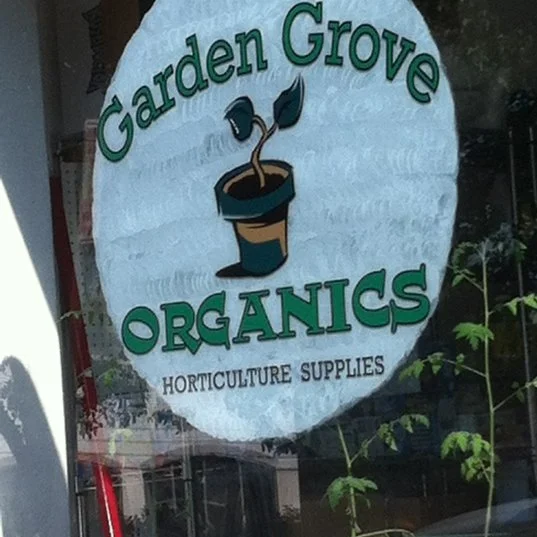 Garden Grove
ORGANICS
HORTICULTURE SUPPLIES